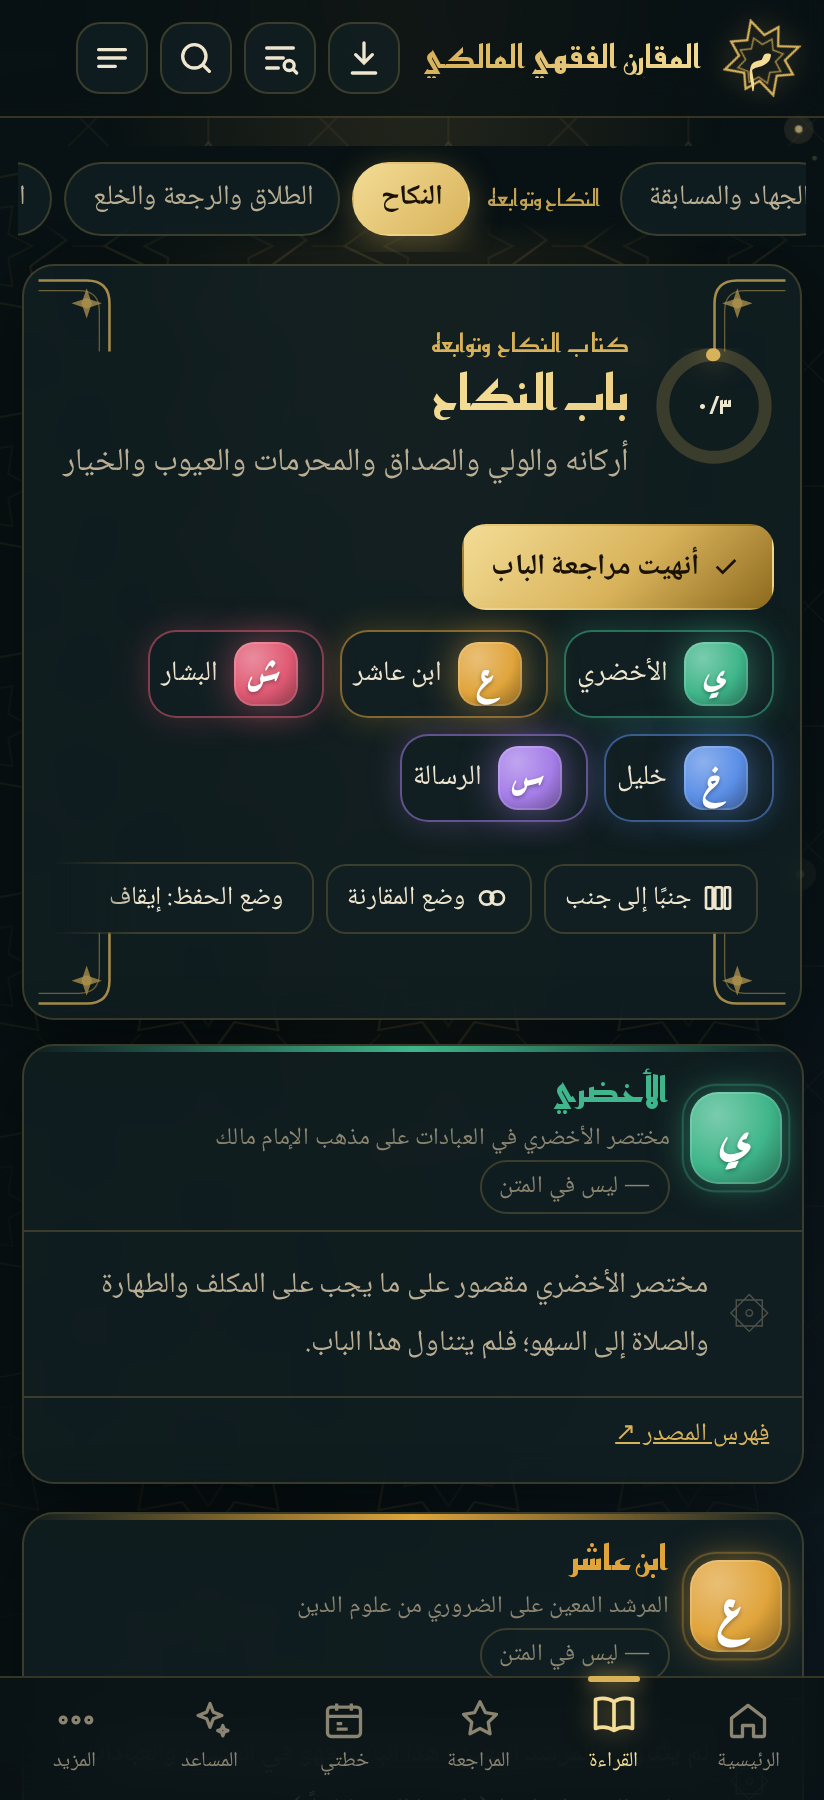 م المقارن الفقهي المالكي
الجهاد والمسابقة النكاح وتوابعه النكاح الطلاق والرجعة والخلع
كتاب النكاح وتوابعه
باب النكاح
٠/٣
أركانه والولي والصداق والمحرمات والعيوب والخيار
أنهيت مراجعة الباب
ي الأخضري ع ابن عاشر ش البشار
خ خليل س الرسالة
جنبًا إلى جنب وضع المقارنة وضع الحفظ: إيقاف
الأخضري
ي
مختصر الأخضري في العبادات على مذهب الإمام مالك
— ليس في المتن
مختصر الأخضري مقصور على ما يجب على المكلف والطهارة
والصلاة إلى السهو؛ فلم يتناول هذا الباب.
فهرس المصدر ↗
ابن عاشر
ع
المرشد المعين على الضروري من علوم الدين
— ليس في المتن
الرئيسية القراءة المراجعة خطتي المساعد المزيد